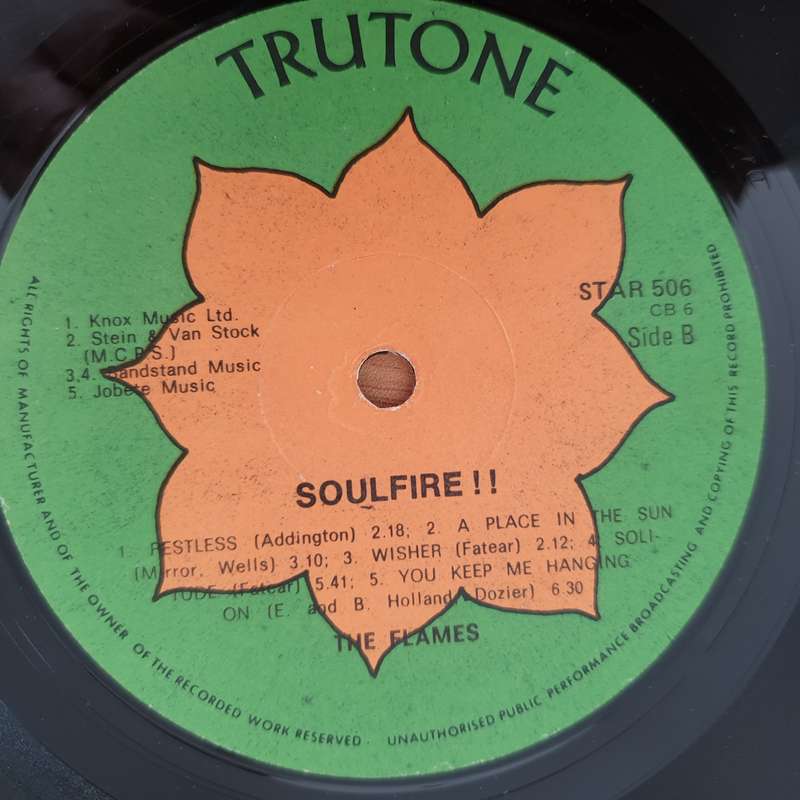 TRUTONE
STAR 506
CB 6
Side B
1. Knox Music Ltd.
2. Stein & Van Stock
(M.C.P.S.)
3,4. Sandstand Music
5. Jobete Music
SOULFIRE!!
1. RESTLESS (Addington) 2.18; 2 A PLACE IN THE SUN
(Mirror, Wells) 3.10; 3. WISHER (Fatear) 2.12; 4. SOLI-
TUDE (Fatear) 5.41; 5. YOU KEEP ME HANGING
ON (E. and B. Holland, Dozier) 6.30
THE FLAMES
ALL RIGHTS OF MANUFACTURER AND OF THE OWNER OF THE RECORDED WORK RESERVED. UNAUTHORISED PUBLIC PERFORMANCE BROADCASTING AND COPYING OF THIS RECORD PROHIBITED